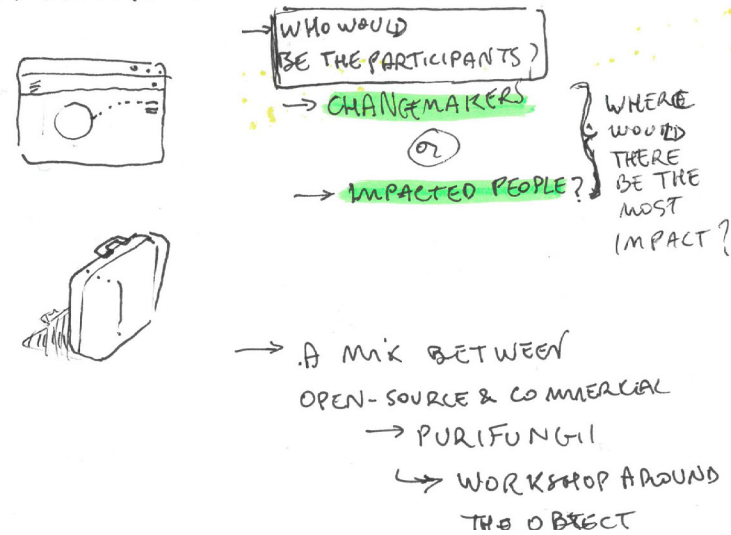 → WHO WOULD
BE THE PARTICIPANTS?
→ CHANGEMAKERS
OR
→ IMPACTED PEOPLE?
WHERE
WOULD
THERE
BE THE
MOST
IMPACT?
→ A MIX BETWEEN
OPEN-SOURCE & COMMERCIAL
→ PURIFUNGI
↳ WORKSHOP AROUND
THE OBJECT